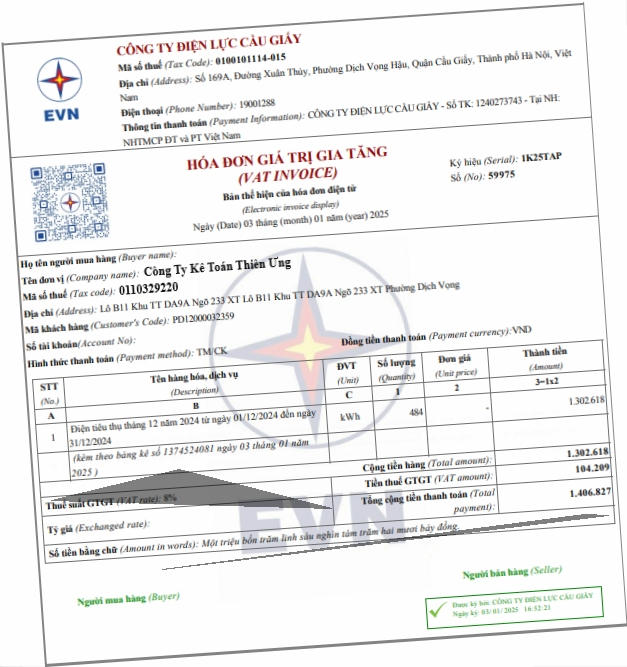 EVN
CÔNG TY ĐIỆN LỰC CẦU GIẤY
Mã số thuế (Tax Code): 0100101114-015
Địa chỉ (Address): Số 169A, Đường Xuân Thủy, Phường Dịch Vọng Hậu, Quận Cầu Giấy, Thành phố Hà Nội, Việt
Nam
Điện thoại (Phone Number): 19001288
Thông tin thanh toán (Payment Information): CÔNG TY ĐIỆN LỰC CẦU GIẤY - Số TK: 1240273743 - Tại NH:
NHTMCP ĐT và PT Việt Nam
HÓA ĐƠN GIÁ TRỊ GIA TĂNG
(VAT INVOICE)
Bản thể hiện của hóa đơn điện tử
(Electronic invoice display)
Ngày (Date) 03 tháng (month) 01 năm (year) 2025
Ký hiệu (Serial): 1K25TAP
Số (No): 59975
Họ tên người mua hàng (Buyer name):
Tên đơn vị (Company name): Công Ty Kê Toán Thiên Ưng
Mã số thuế (Tax code): 0110329220
Địa chỉ (Address): Lô B11 Khu TT DA9A Ngõ 233 XT Lô B11 Khu TT DA9A Ngõ 233 XT Phường Dịch Vọng
Mã khách hàng (Customer's Code): PD12000032359
Số tài khoản(Account No):
Hình thức thanh toán (Payment method): TM/CK
Đồng tiền thanh toán (Payment currency):VND
STT (No.) Tên hàng hóa, dịch vụ (Description) ĐVT (Unit) Số lượng (Quantity) Đơn giá (Unit price) Thành tiền (Amount)
A B C 1 2 3=1x2
1 Điện tiêu thụ tháng 12 năm 2024 từ ngày 01/12/2024 đến ngày 31/12/2024 kWh 484 - 1.302.618
(kèm theo bảng kê số 1374524081 ngày 03 tháng 01 năm
2025 )
Cộng tiền hàng (Total amount): 1.302.618
Thuế suất GTGT (VAT rate): 8%
Tiền thuế GTGT (VAT amount): 104.209
Tỷ giá (Exchanged rate):
Tổng cộng tiền thanh toán (Total payment): 1.406.827
Số tiền bằng chữ (Amount in words): Một triệu bốn trăm linh sáu nghìn tám trăm hai mươi bảy đồng.
EVN
Người mua hàng (Buyer)
Người bán hàng (Seller)
Được ký bởi: CÔNG TY ĐIỆN LỰC CẦU GIẤY
Ngày ký: 03/ 01/ 2025 16:52:21